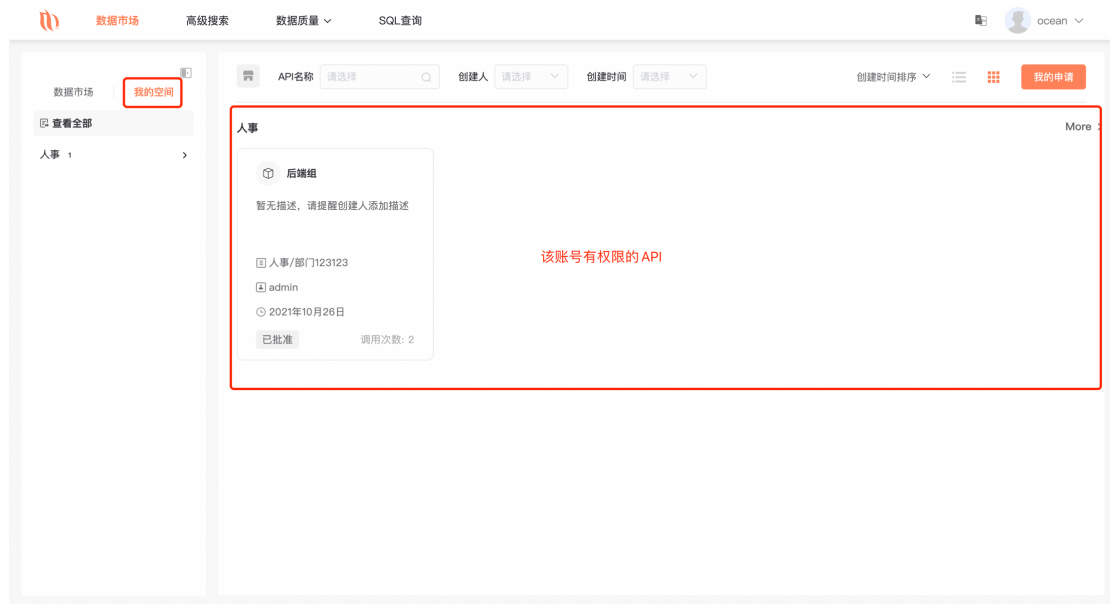 数据市场 高级搜索 数据质量 SQL查询 ocean
数据市场 我的空间
查看全部
人事 1
API名称 请选择 创建人 请选择 创建时间 请选择 创建时间排序 我的申请
人事 More
后端组
暂无描述，请提醒创建人添加描述
人事/部门123123
admin
2021年10月26日
已批准 调用次数: 2
该账号有权限的 API